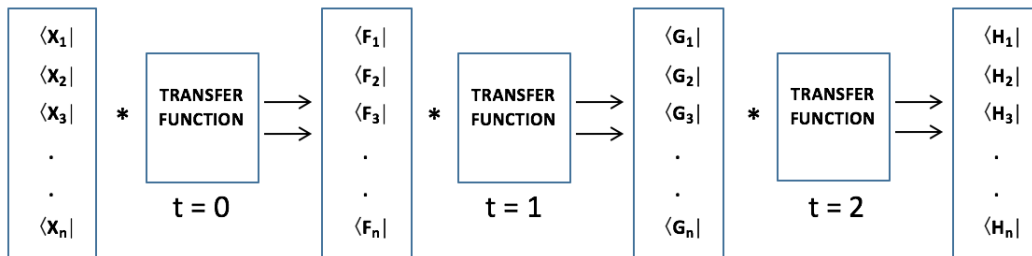 ⟨X₁|
⟨X₂|
⟨X₃|
.
.
⟨Xₙ|
*
TRANSFER
FUNCTION
t = 0
⟨F₁|
⟨F₂|
⟨F₃|
.
.
⟨Fₙ|
*
TRANSFER
FUNCTION
t = 1
⟨G₁|
⟨G₂|
⟨G₃|
.
.
⟨Gₙ|
*
TRANSFER
FUNCTION
t = 2
⟨H₁|
⟨H₂|
⟨H₃|
.
.
⟨Hₙ|